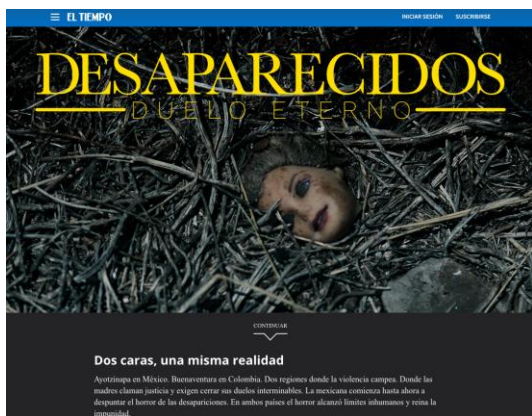 EL TIEMPO
INICIAR SESIÓN SUSCRIBIRSE
DESAPARECIDOS
DUELO ETERNO
CONTINUAR
Dos caras, una misma realidad
Ayotzinapa en México. Buenaventura en Colombia. Dos regiones donde la violencia campea. Donde las
madres claman justicia y exigen cerrar sus duelos interminables. La mexicana comienza hasta ahora a
despuntar el horror de las desapariciones. En ambos países el horror alcanzó límites inhumanos y reina la
impunidad.